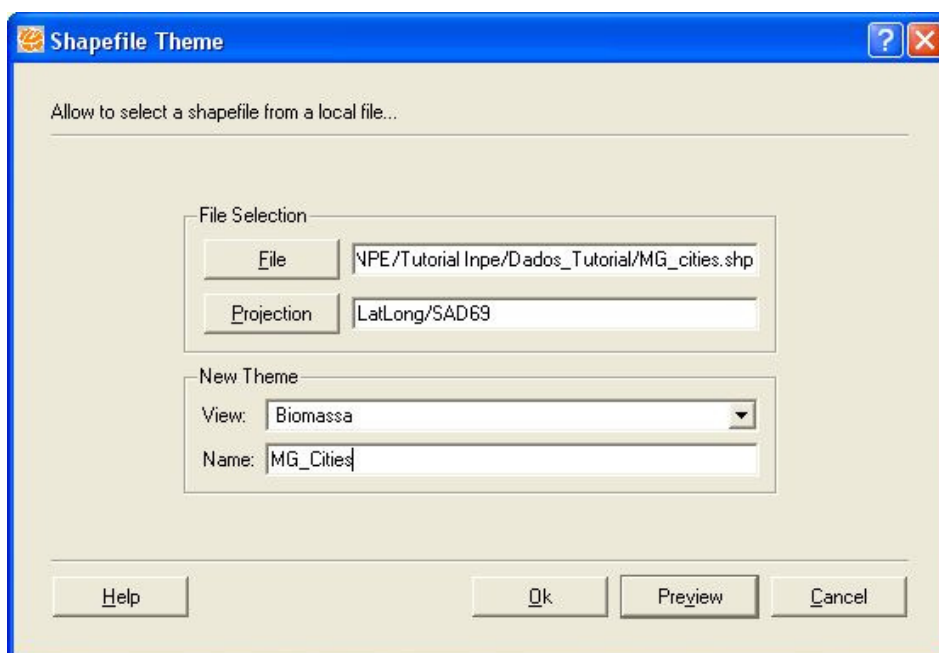 Shapefile Theme
Allow to select a shapefile from a local file...
File Selection
File
NPE/Tutorial Inpe/Dados_Tutorial/MG_cities.shp
Projection
LatLong/SAD69
New Theme
View: Biomassa
Name: MG_Cities
Help Ok Preview Cancel